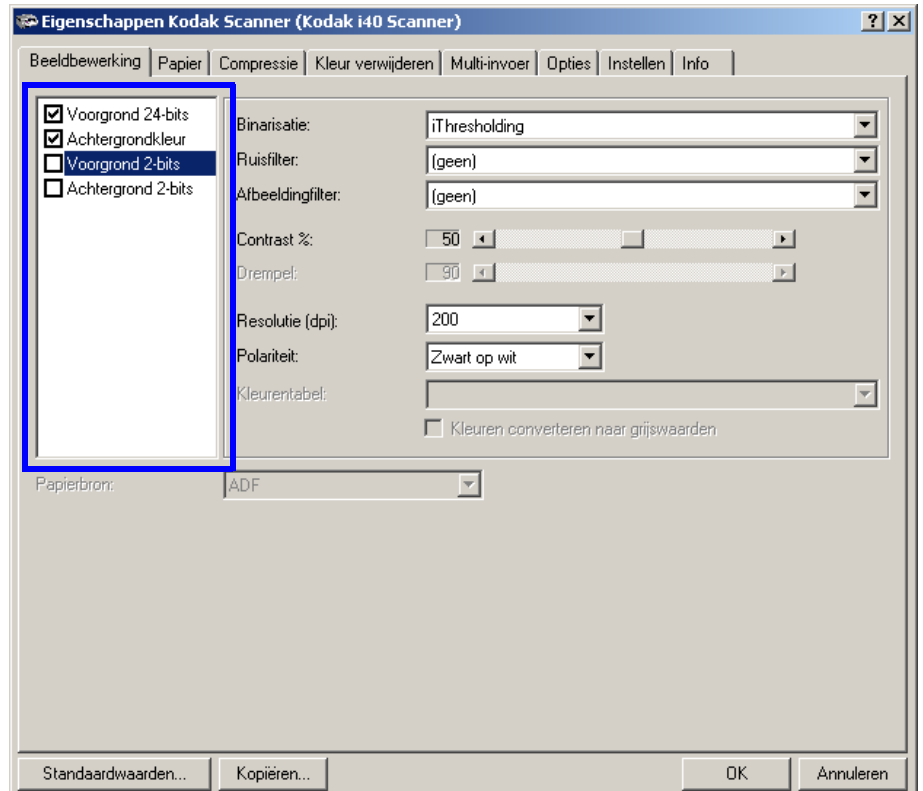 Eigenschappen Kodak Scanner (Kodak i40 Scanner)
Beeldbewerking Papier Compressie Kleur verwijderen Multi-invoer Opties Instellen Info
Voorgrond 24-bits
Achtergrondkleur
Voorgrond 2-bits
Achtergrond 2-bits
Binarisatie: iThresholding
Ruisfilter: (geen)
Afbeeldingfilter: (geen)
Contrast %: 50
Drempel: 90
Resolutie (dpi): 200
Polariteit: Zwart op wit
Kleurentabel:
Kleuren converteren naar grijswaarden
Papierbron: ADF
Standaardwaarden... Kopiëren... OK Annuleren